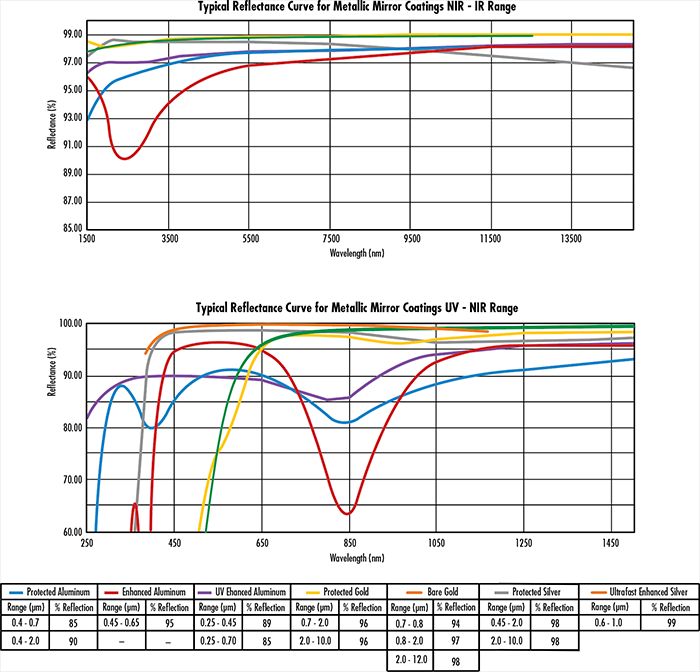 Typical Reflectance Curve for Metallic Mirror Coatings NIR - IR Range
Reflectance (%)
99.00
97.00
95.00
93.00
91.00
89.00
87.00
85.00
1500 3500 5500 7500 9500 11500 13500
Wavelength (nm)
Typical Reflectance Curve for Metallic Mirror Coatings UV - NIR Range
Reflectance (%)
100.00
90.00
80.00
70.00
60.00
250 450 650 850 1050 1250 1450
Wavelength (nm)
Protected Aluminum Enhanced Aluminum UV Ehanced Aluminum Protected Gold Bare Gold Protected Silver Ultrafast Enhanced Silver
Range (μm) % Reflection Range (μm) % Reflection Range (μm) % Reflection Range (μm) % Reflection Range (μm) % Reflection Range (μm) % Reflection Range (μm) % Reflection
0.4 - 0.7 85 0.45 - 0.65 95 0.25 - 0.45 89 0.7 - 2.0 96 0.7 - 0.8 94 0.45 - 2.0 98 0.6 - 1.0 99
0.4 - 2.0 90 – – 0.25 - 0.70 85 2.0 - 10.0 96 0.8 - 2.0 97 2.0 - 10.0 98
2.0 - 12.0 98